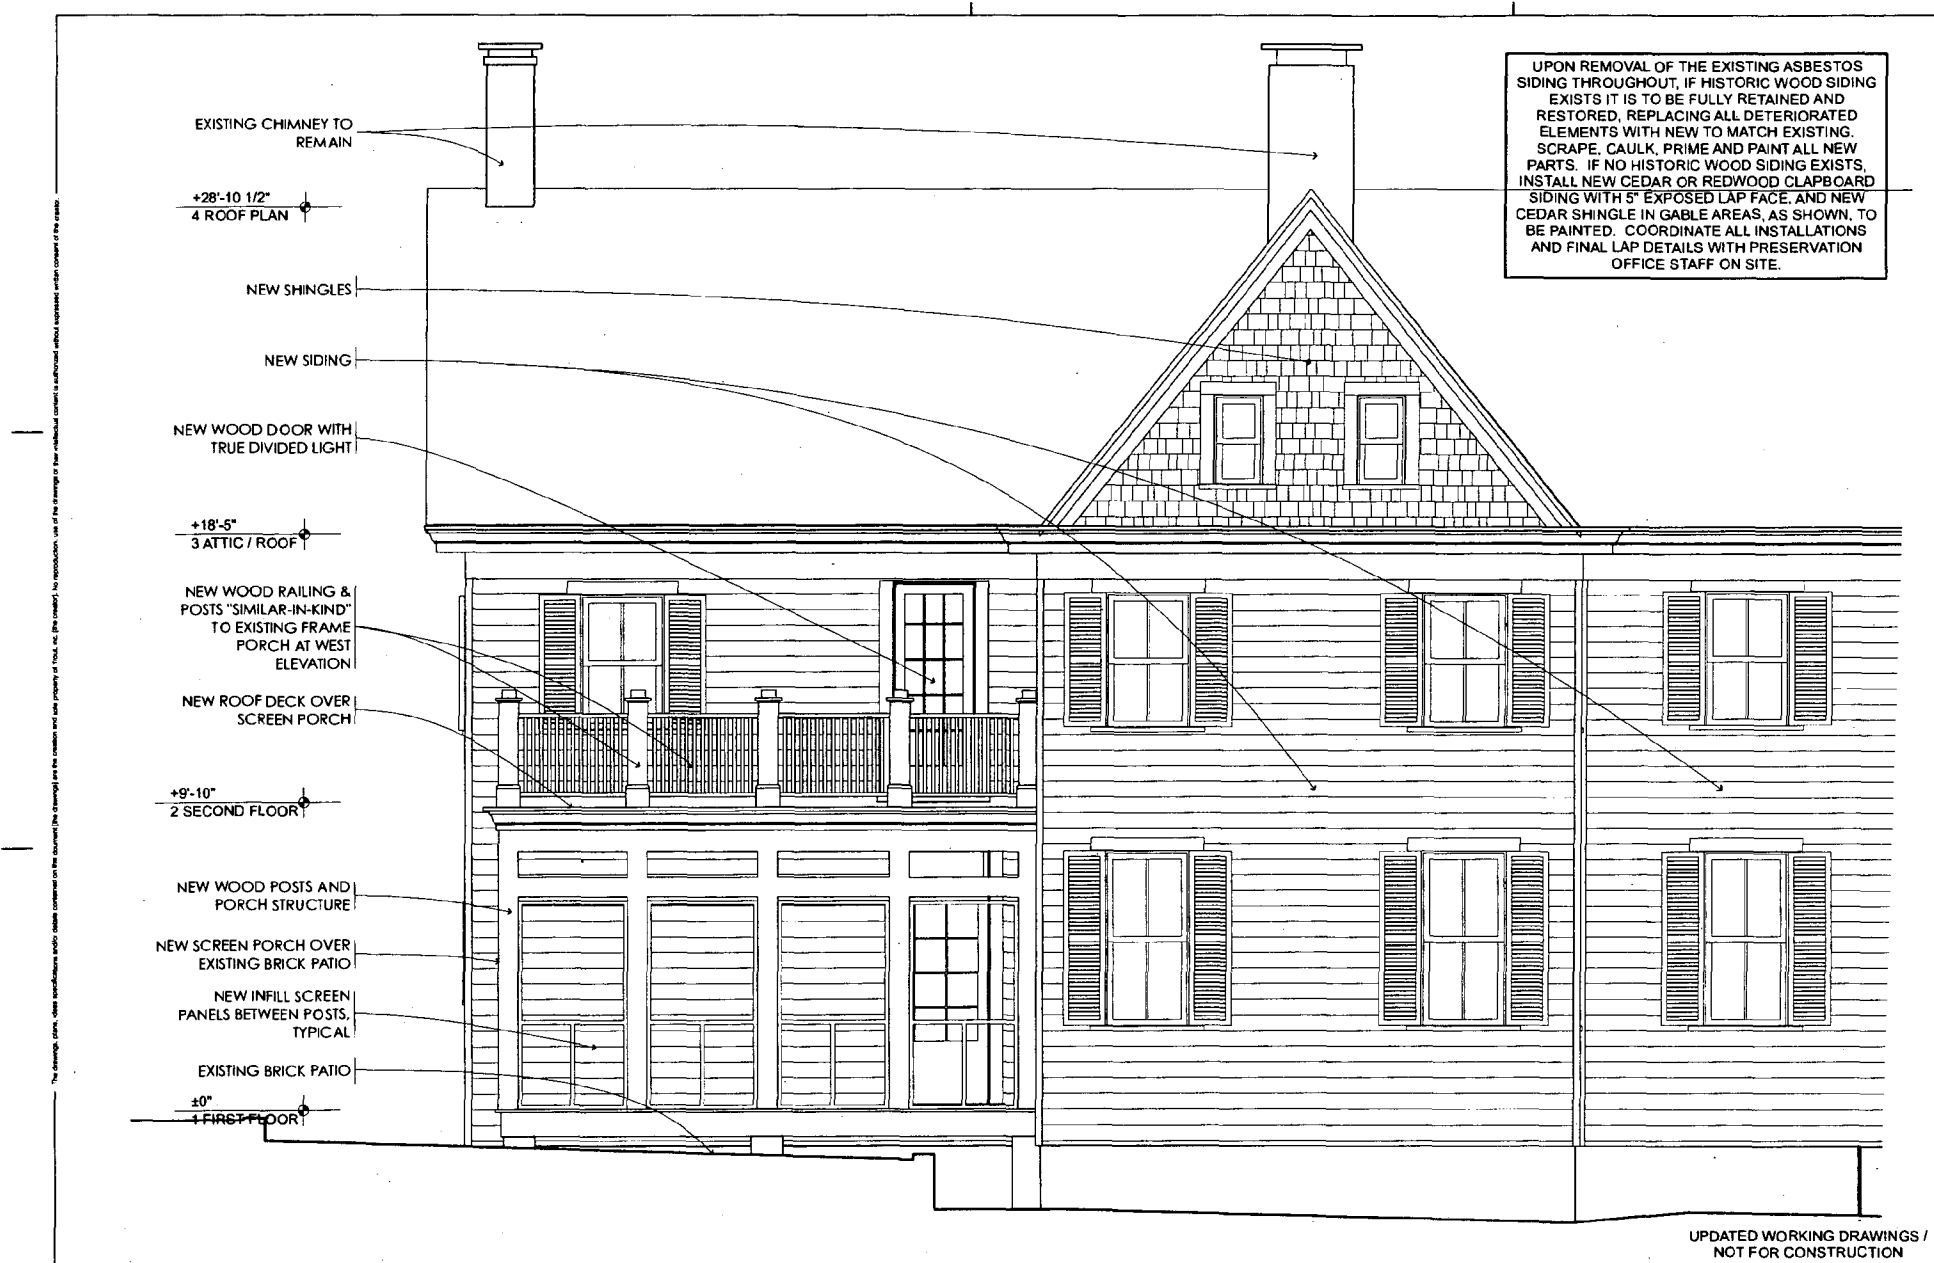 EXISTING CHIMNEY TO
REMAIN
+28'-10 1/2"
4 ROOF PLAN
NEW SHINGLES
NEW SIDING
NEW WOOD DOOR WITH
TRUE DIVIDED LIGHT
+18'-5"
3 ATTIC / ROOF
NEW WOOD RAILING &
POSTS "SIMILAR-IN-KIND"
TO EXISTING FRAME
PORCH AT WEST
ELEVATION
NEW ROOF DECK OVER
SCREEN PORCH
+9'-10"
2 SECOND FLOOR
NEW WOOD POSTS AND
PORCH STRUCTURE
NEW SCREEN PORCH OVER
EXISTING BRICK PATIO
NEW INFILL SCREEN
PANELS BETWEEN POSTS,
TYPICAL
EXISTING BRICK PATIO
±0"
1 FIRST FLOOR
UPON REMOVAL OF THE EXISTING ASBESTOS
SIDING THROUGHOUT, IF HISTORIC WOOD SIDING
EXISTS IT IS TO BE FULLY RETAINED AND
RESTORED, REPLACING ALL DETERIORATED
ELEMENTS WITH NEW TO MATCH EXISTING.
SCRAPE, CAULK, PRIME AND PAINT ALL NEW
PARTS. IF NO HISTORIC WOOD SIDING EXISTS,
INSTALL NEW CEDAR OR REDWOOD CLAPBOARD
SIDING WITH 5" EXPOSED LAP FACE, AND NEW
CEDAR SHINGLE IN GABLE AREAS, AS SHOWN, TO
BE PAINTED. COORDINATE ALL INSTALLATIONS
AND FINAL LAP DETAILS WITH PRESERVATION
OFFICE STAFF ON SITE.
UPDATED WORKING DRAWINGS /
NOT FOR CONSTRUCTION